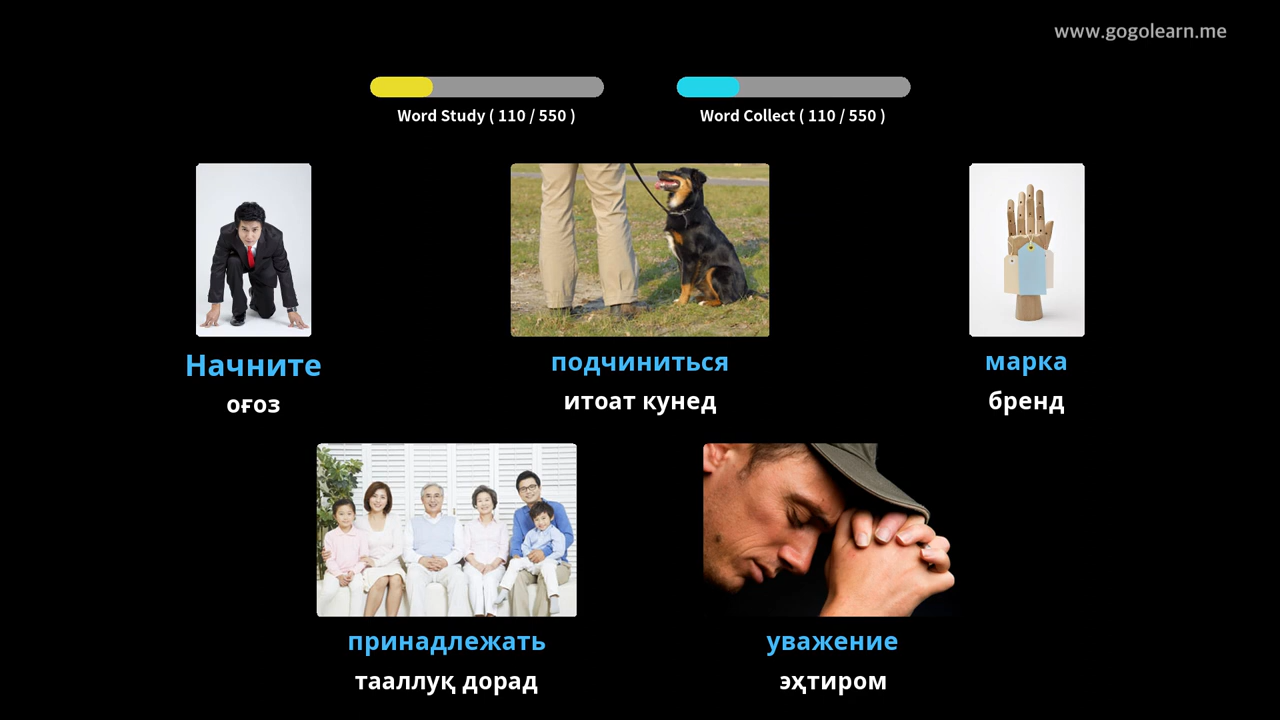 www.gogolearn.me
Word Study ( 110 / 550 )
Word Collect ( 110 / 550 )
Начните
оғоз
подчиниться
итоат кунед
марка
бренд
принадлежать
тааллуқ дорад
уважение
эҳтиром